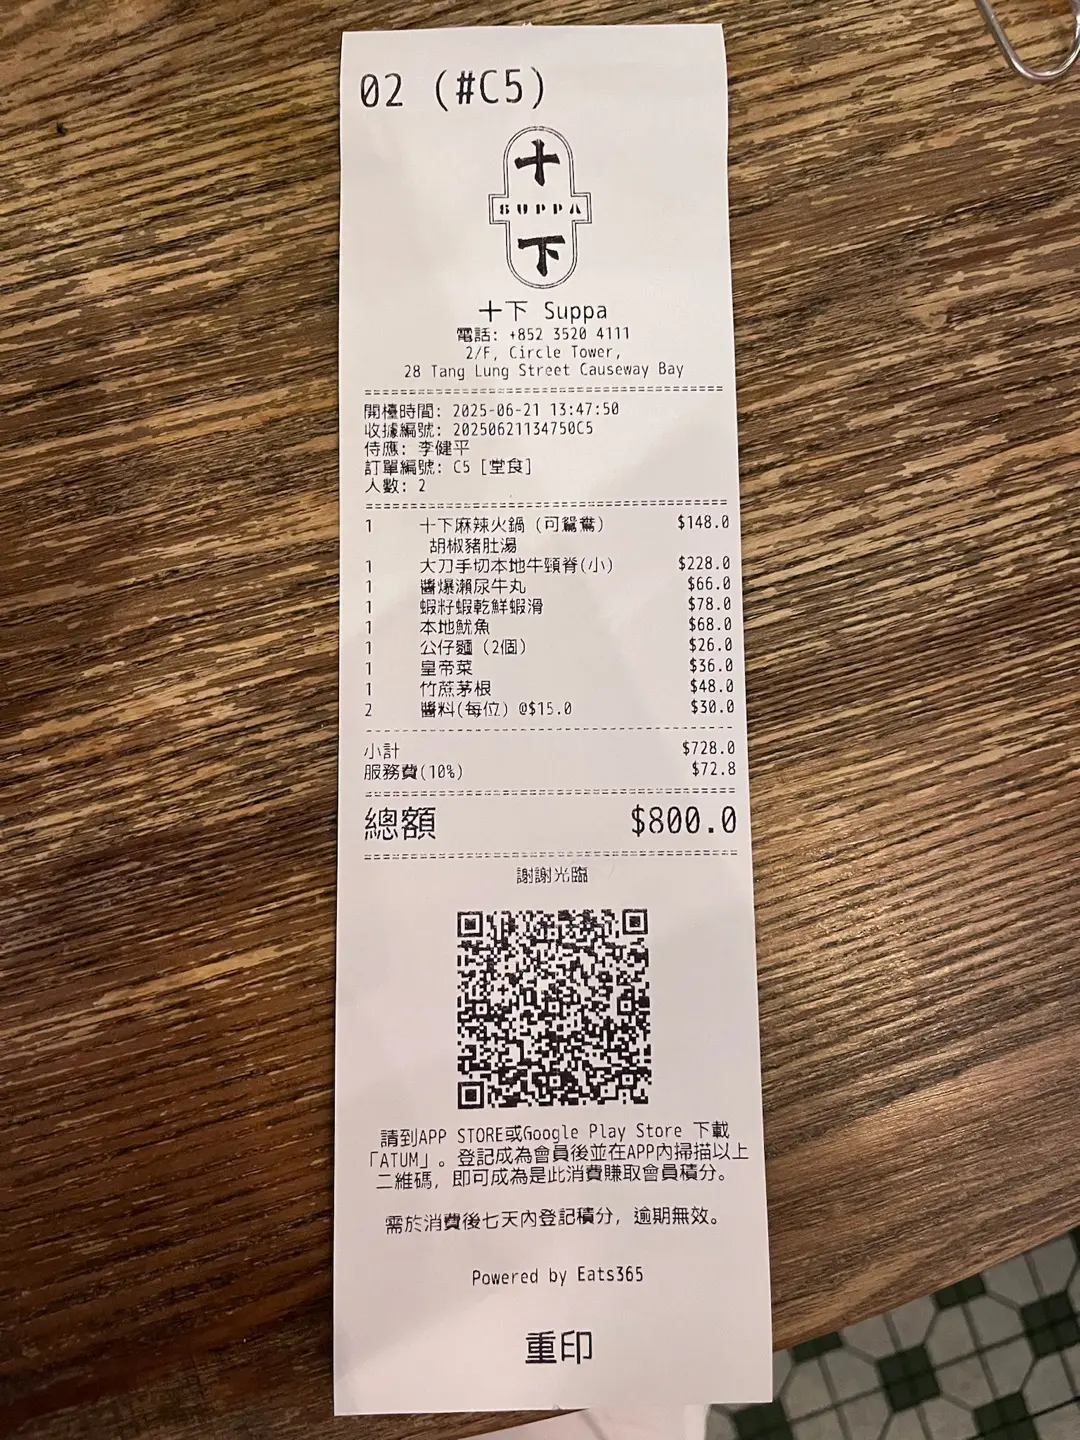 02 (#C5)
十
SUPPA
下
十下 Suppa
電話: +852 3520 4111
2/F, Circle Tower,
28 Tang Lung Street Causeway Bay
開檯時間: 2025-06-21 13:47:50
收據編號: 20250621134750C5
侍應: 李健平
訂單編號: C5 [堂食]
人數: 2
1 十下麻辣火鍋 (可鴛鴦) $148.0
胡椒豬肚湯
1 大刀手切本地牛頸脊(小) $228.0
1 醬爆瀨尿牛丸 $66.0
1 蝦籽蝦乾鮮蝦滑 $78.0
1 本地魷魚 $68.0
1 公仔麵 (2個) $26.0
1 皇帝菜 $36.0
1 竹蔗茅根 $48.0
2 醬料(每位) @$15.0 $30.0
小計 $728.0
服務費(10%) $72.8
總額 $800.0
謝謝光臨
請到APP STORE或Google Play Store 下載
「ATUM」。登記成為會員後並在APP內掃描以上
二維碼, 即可成為是此消費賺取會員積分。
需於消費後七天內登記積分, 逾期無效。
Powered by Eats365
重印